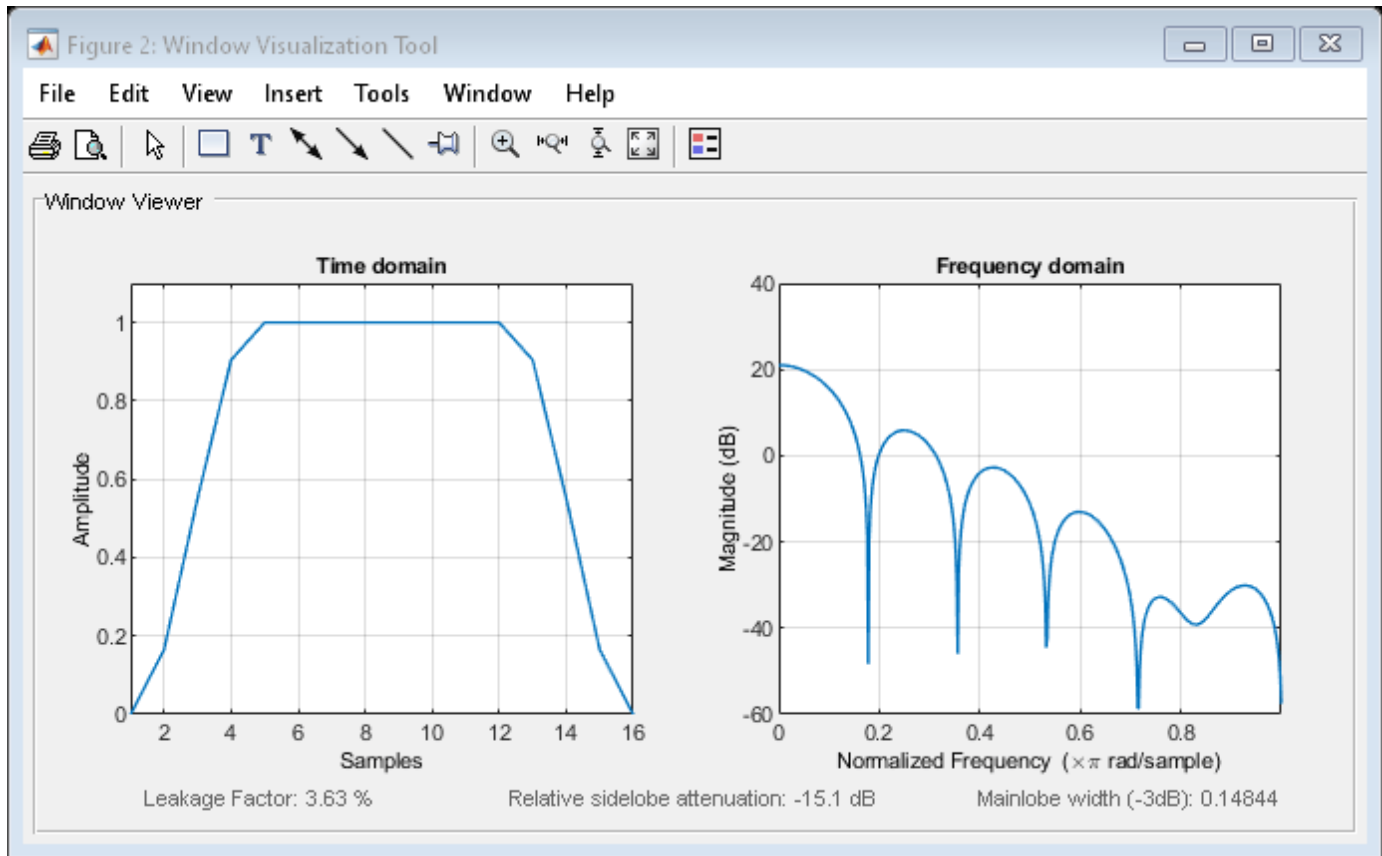 Figure 2: Window Visualization Tool
File Edit View Insert Tools Window Help
T
Window Viewer
Time domain
1
0.8
0.6
0.4
0.2
0
Amplitude
2 4 6 8 10 12 14 16
Samples
Frequency domain
40
20
0
-20
-40
-60
Magnitude (dB)
0 0.2 0.4 0.6 0.8
Normalized Frequency (×π rad/sample)
Leakage Factor: 3.63 % Relative sidelobe attenuation: -15.1 dB Mainlobe width (-3dB): 0.14844